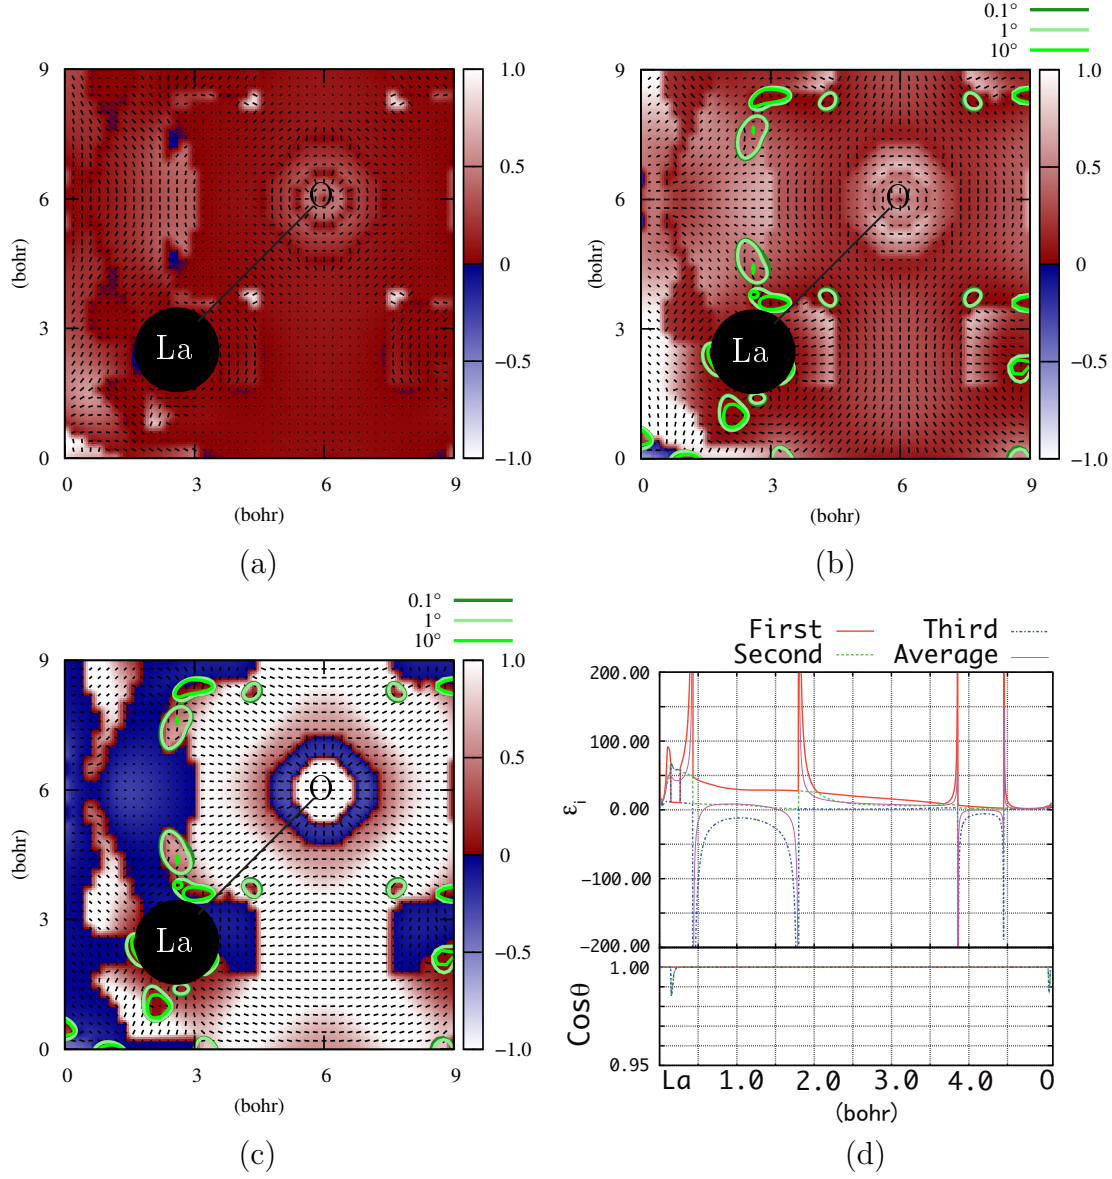 0.1°
1°
10°
9
6
3
0
1.0
0.5
0
−0.5
−1.0
O
La
0 3 6 9
(bohr)
(bohr)
(a)
9
6
3
0
1.0
0.5
0
−0.5
−1.0
O
La
0 3 6 9
(bohr)
(bohr)
(b)
0.1°
1°
10°
9
6
3
0
1.0
0.5
0
−0.5
−1.0
O
La
0 3 6 9
(bohr)
(bohr)
(c)
First Third
Second Average
200.00
100.00
0.00
−100.00
−200.00
εi
1.00
0.95
Cosθ
La 1.0 2.0 3.0 4.0 O
(bohr)
(d)